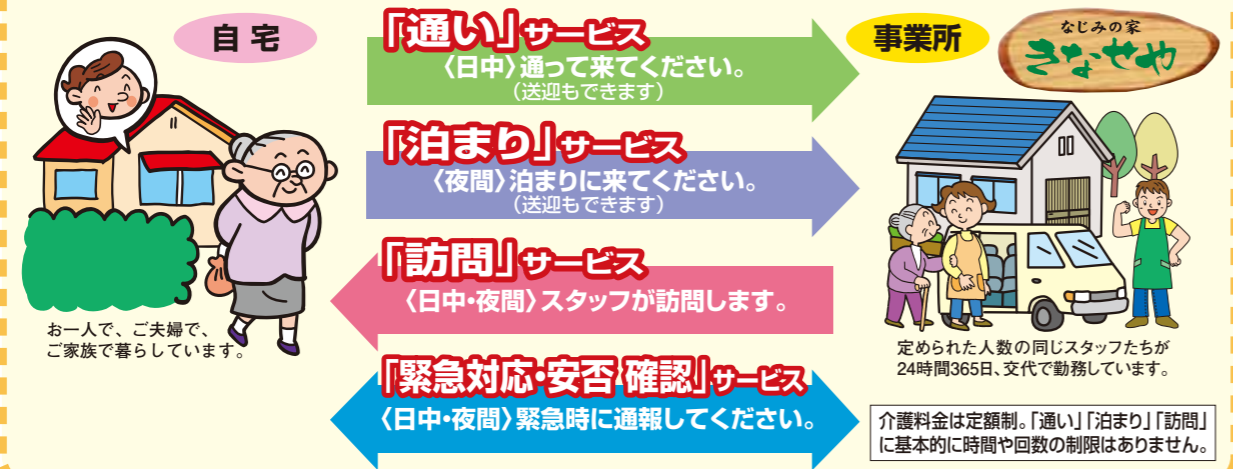 自宅
お一人で、ご夫婦で、
ご家族で暮らしています。
「通い」サービス
〈日中〉通って来てください。
(送迎もできます)
「泊まり」サービス
〈夜間〉泊まりに来てください。
(送迎もできます)
「訪問」サービス
〈日中・夜間〉スタッフが訪問します。
「緊急対応・安否 確認」サービス
〈日中・夜間〉緊急時に通報してください。
事業所
なじみの家
きなせや
定められた人数の同じスタッフたちが
24時間365日、交代で勤務しています。
介護料金は定額制。「通い」「泊まり」「訪問」
に基本的に時間や回数の制限はありません。